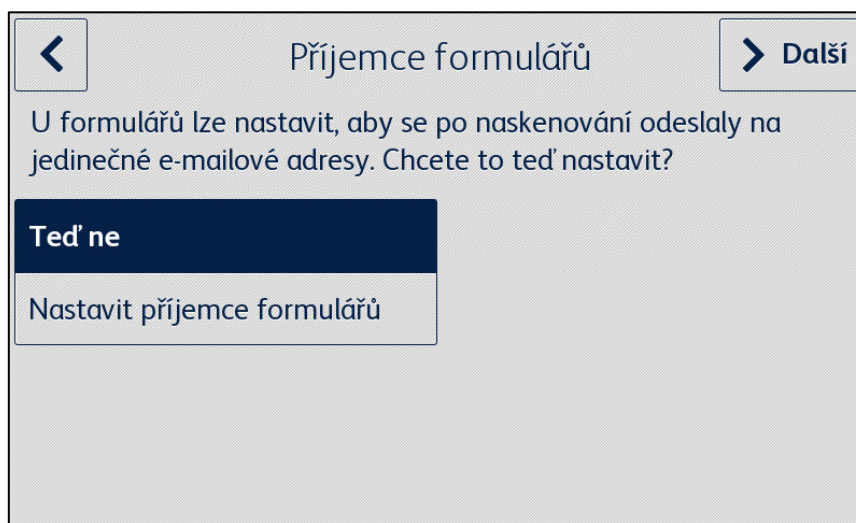 Příjemce formulářů
Další
U formulářů lze nastavit, aby se po naskenování odeslaly na
jedinečné e-mailové adresy. Chcete to teď nastavit?
Teď ne
Nastavit příjemce formulářů